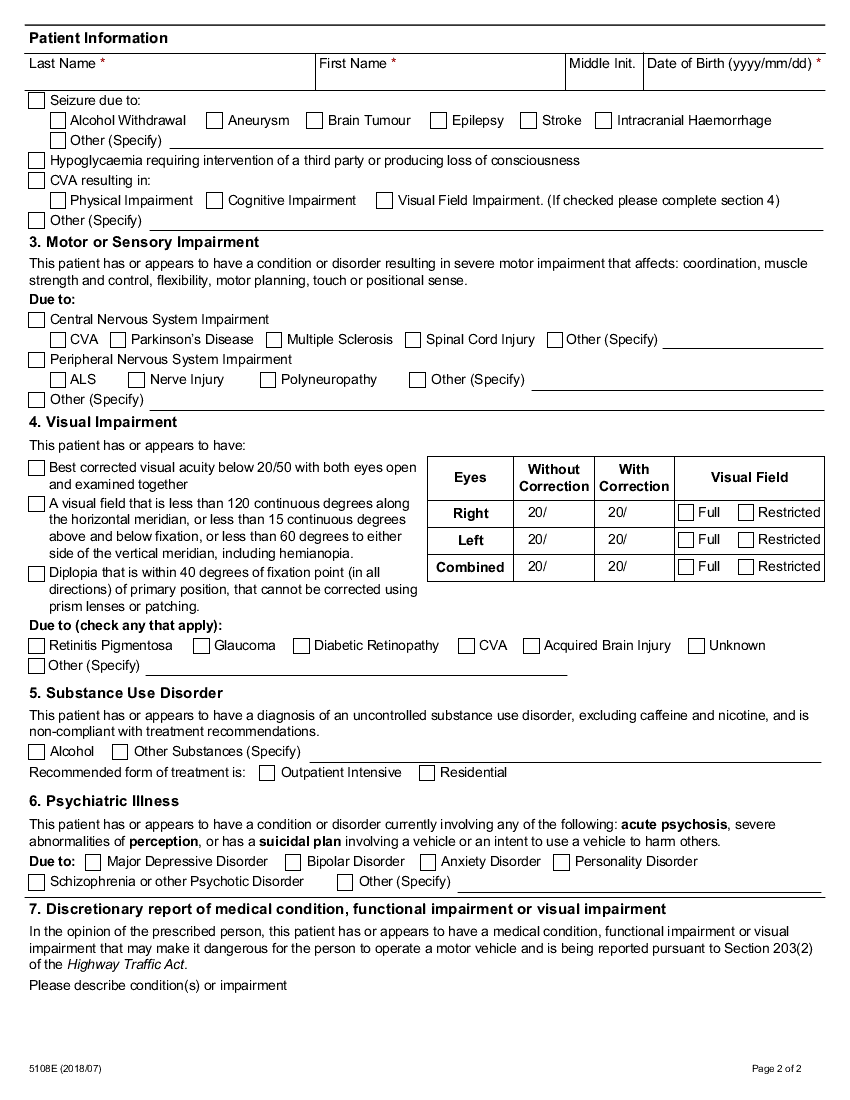 Patient Information
Last Name * First Name * Middle Init. Date of Birth (yyyy/mm/dd) *
Seizure due to:
Alcohol Withdrawal Aneurysm Brain Tumour Epilepsy Stroke Intracranial Haemorrhage
Other (Specify)
Hypoglycaemia requiring intervention of a third party or producing loss of consciousness
CVA resulting in:
Physical Impairment Cognitive Impairment Visual Field Impairment. (If checked please complete section 4)
Other (Specify)
3. Motor or Sensory Impairment
This patient has or appears to have a condition or disorder resulting in severe motor impairment that affects: coordination, muscle
strength and control, flexibility, motor planning, touch or positional sense.
Due to:
Central Nervous System Impairment
CVA Parkinson's Disease Multiple Sclerosis Spinal Cord Injury Other (Specify)
Peripheral Nervous System Impairment
ALS Nerve Injury Polyneuropathy Other (Specify)
Other (Specify)
4. Visual Impairment
This patient has or appears to have:
Best corrected visual acuity below 20/50 with both eyes open
and examined together
A visual field that is less than 120 continuous degrees along
the horizontal meridian, or less than 15 continuous degrees
above and below fixation, or less than 60 degrees to either
side of the vertical meridian, including hemianopia.
Diplopia that is within 40 degrees of fixation point (in all
directions) of primary position, that cannot be corrected using
prism lenses or patching.
Eyes Without Correction With Correction Visual Field
Right 20/ 20/ Full Restricted
Left 20/ 20/ Full Restricted
Combined 20/ 20/ Full Restricted
Due to (check any that apply):
Retinitis Pigmentosa Glaucoma Diabetic Retinopathy CVA Acquired Brain Injury Unknown
Other (Specify)
5. Substance Use Disorder
This patient has or appears to have a diagnosis of an uncontrolled substance use disorder, excluding caffeine and nicotine, and is
non-compliant with treatment recommendations.
Alcohol Other Substances (Specify)
Recommended form of treatment is: Outpatient Intensive Residential
6. Psychiatric Illness
This patient has or appears to have a condition or disorder currently involving any of the following: acute psychosis, severe
abnormalities of perception, or has a suicidal plan involving a vehicle or an intent to use a vehicle to harm others.
Due to: Major Depressive Disorder Bipolar Disorder Anxiety Disorder Personality Disorder
Schizophrenia or other Psychotic Disorder Other (Specify)
7. Discretionary report of medical condition, functional impairment or visual impairment
In the opinion of the prescribed person, this patient has or appears to have a medical condition, functional impairment or visual
impairment that may make it dangerous for the person to operate a motor vehicle and is being reported pursuant to Section 203(2)
of the Highway Traffic Act.
Please describe condition(s) or impairment
5108E (2018/07) Page 2 of 2